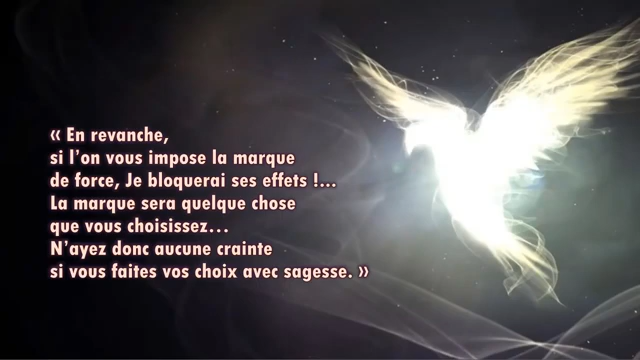 « En revanche,
si l’on vous impose la marque
de force, Je bloquerai ses effets !...
La marque sera quelque chose
que vous choisissez...
N’ayez donc aucune crainte
si vous faites vos choix avec sagesse. »